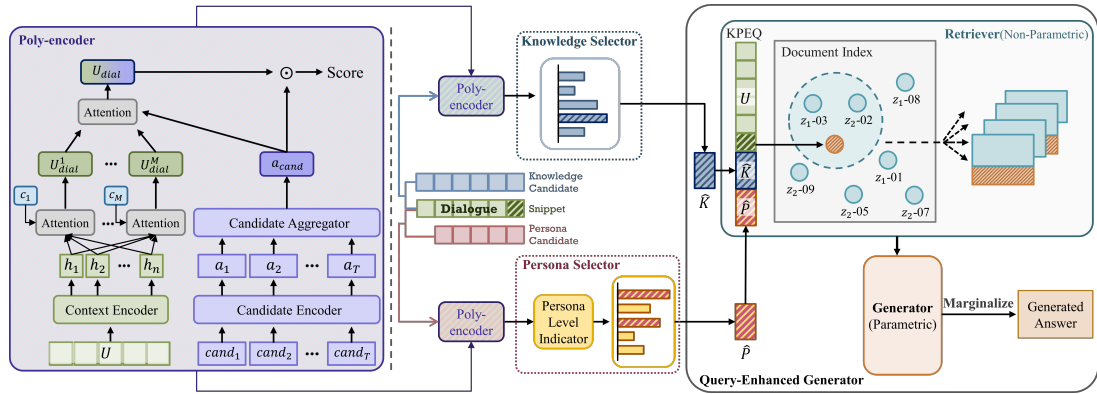 Poly-encoder
U_dial
⊙
Score
Attention
U^1_dial
...
U^M_dial
a_cand
c_1
c_M
Attention
...
Attention
Candidate Aggregator
h_1
h_2
...
h_n
a_1
a_2
...
a_T
Context Encoder
Candidate Encoder
U
cand_1
cand_2
...
cand_T
Knowledge Selector
Poly-
encoder
Knowledge
Candidate
Dialogue
Snippet
Persona
Candidate
Persona Selector
Poly-
encoder
Persona
Level
Indicator
K̂
P̂
KPEQ
U
K̂
P̂
Retriever(Non-Parametric)
Document Index
z_1-08
z_1-03
z_2-02
z_1-01
z_2-09
z_2-05
z_2-07
Generator
(Parametric)
Marginalize
Generated
Answer
Query-Enhanced Generator